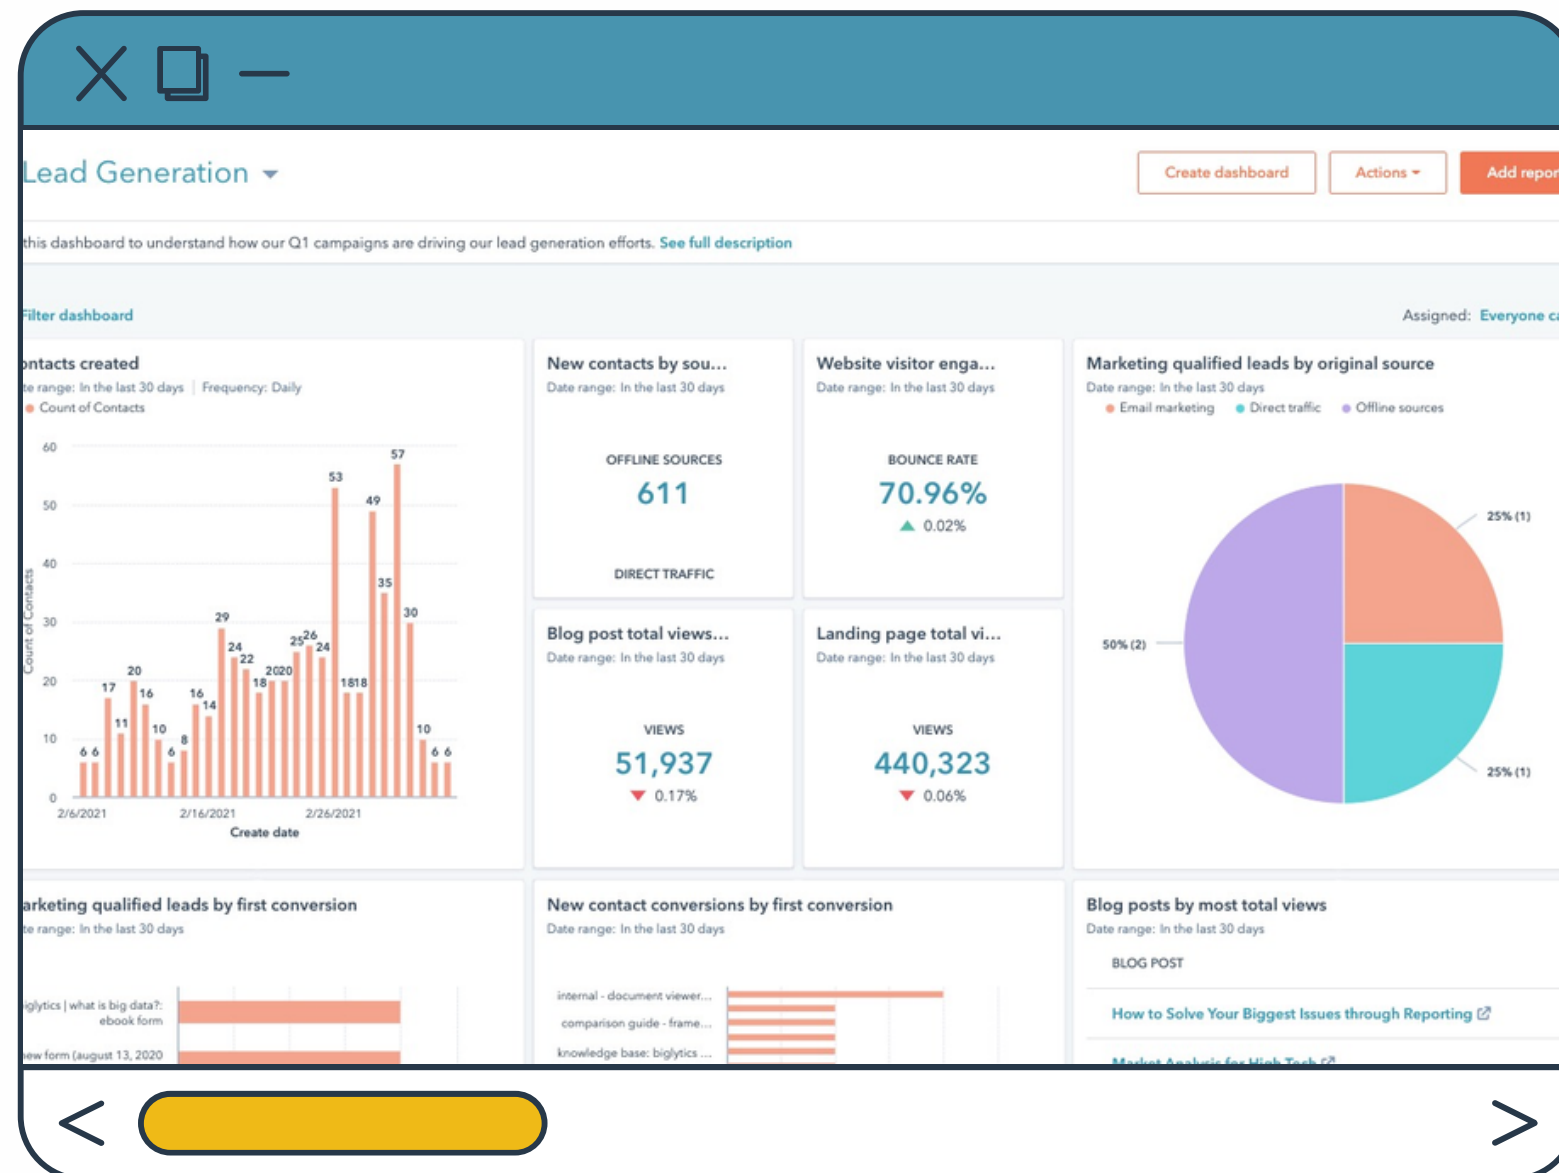 Lead Generation
Create dashboard
Actions
Add repor
this dashboard to understand how our Q1 campaigns are driving our lead generation efforts. See full description
Filter dashboard
Assigned: Everyone ca
ontacts created
te range: In the last 30 days | Frequency: Daily
Count of Contacts
60
50
40
30
20
10
0
Count of Contacts
6 6 17 11 20 16 10 6 8 16 14 29 24 22 18 20 20 25 26 24 53 18 18 49 35 57 30 10 6 6
2/6/2021 2/16/2021 2/26/2021
Create date
New contacts by sou...
Date range: In the last 30 days
OFFLINE SOURCES
611
DIRECT TRAFFIC
Website visitor enga...
Date range: In the last 30 days
BOUNCE RATE
70.96%
0.02%
Marketing qualified leads by original source
Date range: In the last 30 days
Email marketing Direct traffic Offline sources
25% (1)
50% (2)
25% (1)
Blog post total views...
Date range: In the last 30 days
VIEWS
51,937
0.17%
Landing page total vi...
Date range: In the last 30 days
VIEWS
440,323
0.06%
arketing qualified leads by first conversion
te range: In the last 30 days
iglytics | what is big data?:
ebook form
ew form (august 13, 2020
New contact conversions by first conversion
Date range: In the last 30 days
internal - document viewer...
comparison guide - frame...
knowledge base: biglytics ...
Blog posts by most total views
Date range: In the last 30 days
BLOG POST
How to Solve Your Biggest Issues through Reporting
Market Analysis for High Tech